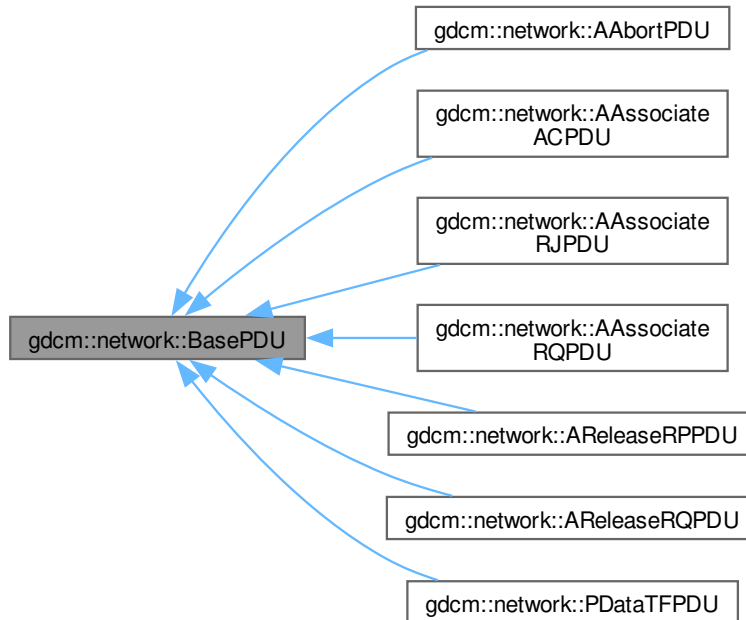 gdcm::network::AAbortPDU
gdcm::network::AAssociate
ACPDU
gdcm::network::AAssociate
RJPDU
gdcm::network::BasePDU
gdcm::network::AAssociate
RQPDU
gdcm::network::AReleaseRPPDU
gdcm::network::AReleaseRQPDU
gdcm::network::PDataTFPDU